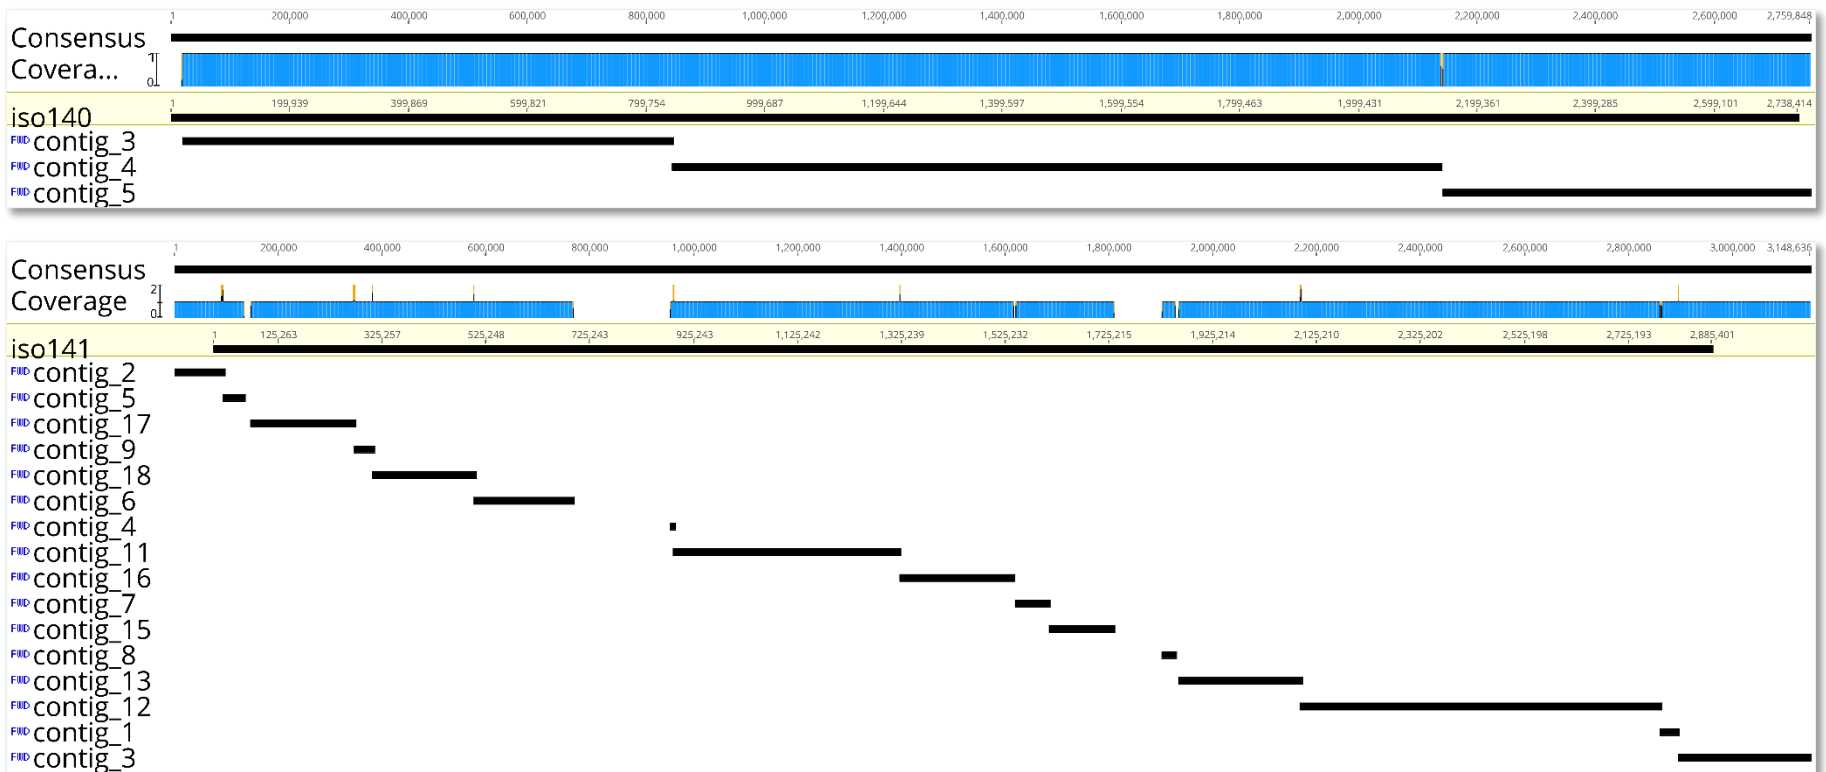 1 200,000 400,000 600,000 800,000 1,000,000 1,200,000 1,400,000 1,600,000 1,800,000 2,000,000 2,200,000 2,400,000 2,600,000 2,759,848
Consensus
Covera... 1 0
1 199,939 399,869 599,821 799,754 999,687 1,199,644 1,399,597 1,599,554 1,799,463 1,999,431 2,199,361 2,399,285 2,599,101 2,738,414
iso140
FWD contig_3
FWD contig_4
FWD contig_5
1 200,000 400,000 600,000 800,000 1,000,000 1,200,000 1,400,000 1,600,000 1,800,000 2,000,000 2,200,000 2,400,000 2,600,000 2,800,000 3,000,000 3,148,636
Consensus
Coverage 2 0
1 125,263 325,257 525,248 725,243 925,243 1,125,242 1,325,239 1,525,232 1,725,215 1,925,214 2,125,210 2,325,202 2,525,198 2,725,193 2,885,401
iso141
FWD contig_2
FWD contig_5
FWD contig_17
FWD contig_9
FWD contig_18
FWD contig_6
FWD contig_4
FWD contig_11
FWD contig_16
FWD contig_7
FWD contig_15
FWD contig_8
FWD contig_13
FWD contig_12
FWD contig_1
FWD contig_3